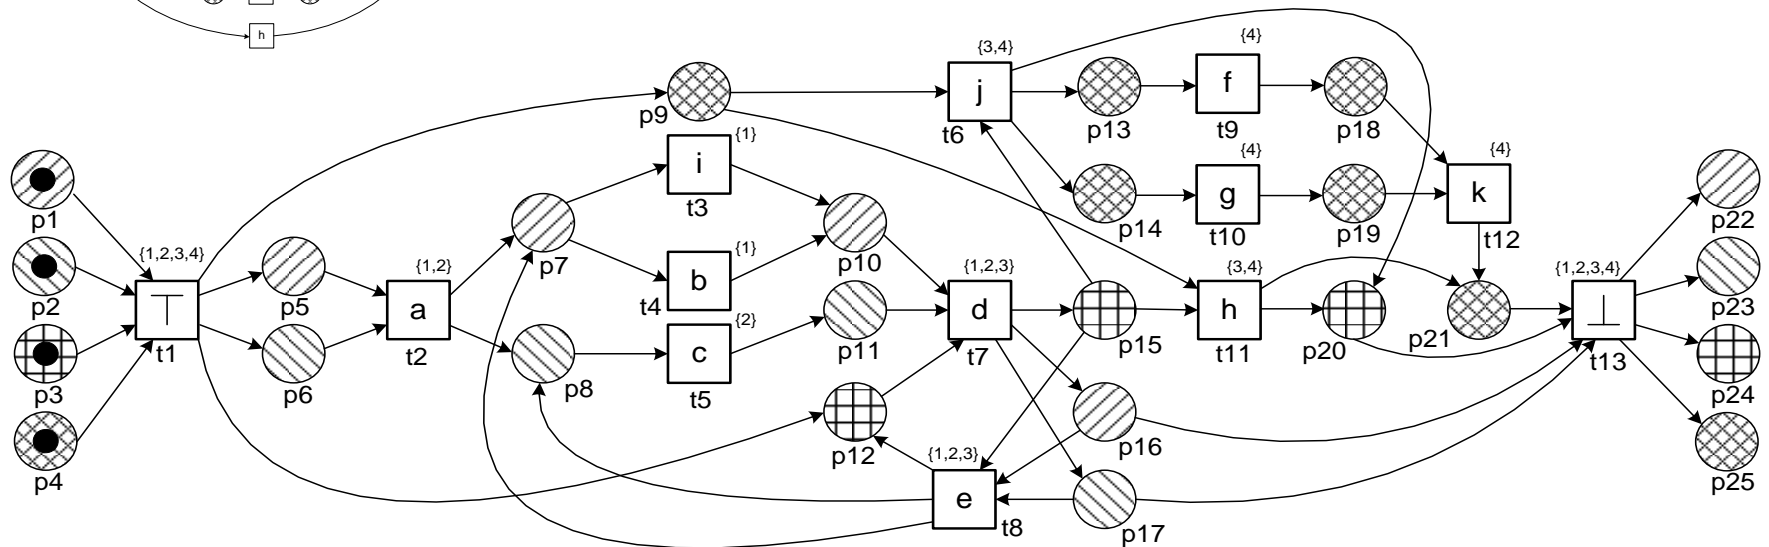 h
{3,4}
{4}
j
f
p9
t6
p13
t9
p18
{1}
{4}
{4}
i
g
k
p1
t3
p14
t10
p19
t12
p22
{1,2,3,4}
{1,2}
p7
{1}
p10
{1,2,3}
{3,4}
{1,2,3,4}
p2
⊤
p5
a
b
t4
d
h
⊥
p23
{2}
p3
t1
p6
t2
p8
c
t5
p11
t7
p15
t11
p20
p21
t13
p24
p4
p12
{1,2,3}
p16
p25
e
t8
p17